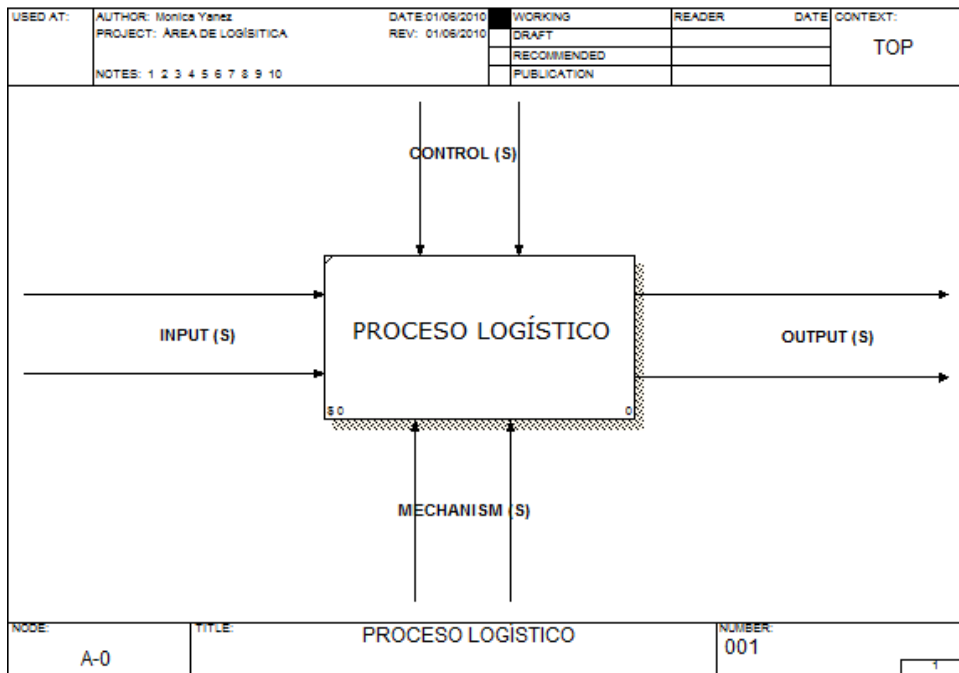 USED AT:
AUTHOR: Monica Yanez
DATE:01/06/2010
PROJECT: ÁREA DE LOGÍSITICA
REV: 01/06/2010
NOTES: 1 2 3 4 5 6 7 8 9 10
WORKING
DRAFT
RECOMMENDED
PUBLICATION
READER
DATE
CONTEXT:
TOP
CONTROL (S)
INPUT (S)
PROCESO LOGÍSTICO
OUTPUT (S)
$ 0
0
MECHANISM (S)
NODE:
A-0
TITLE:
PROCESO LOGÍSTICO
NUMBER:
001
1